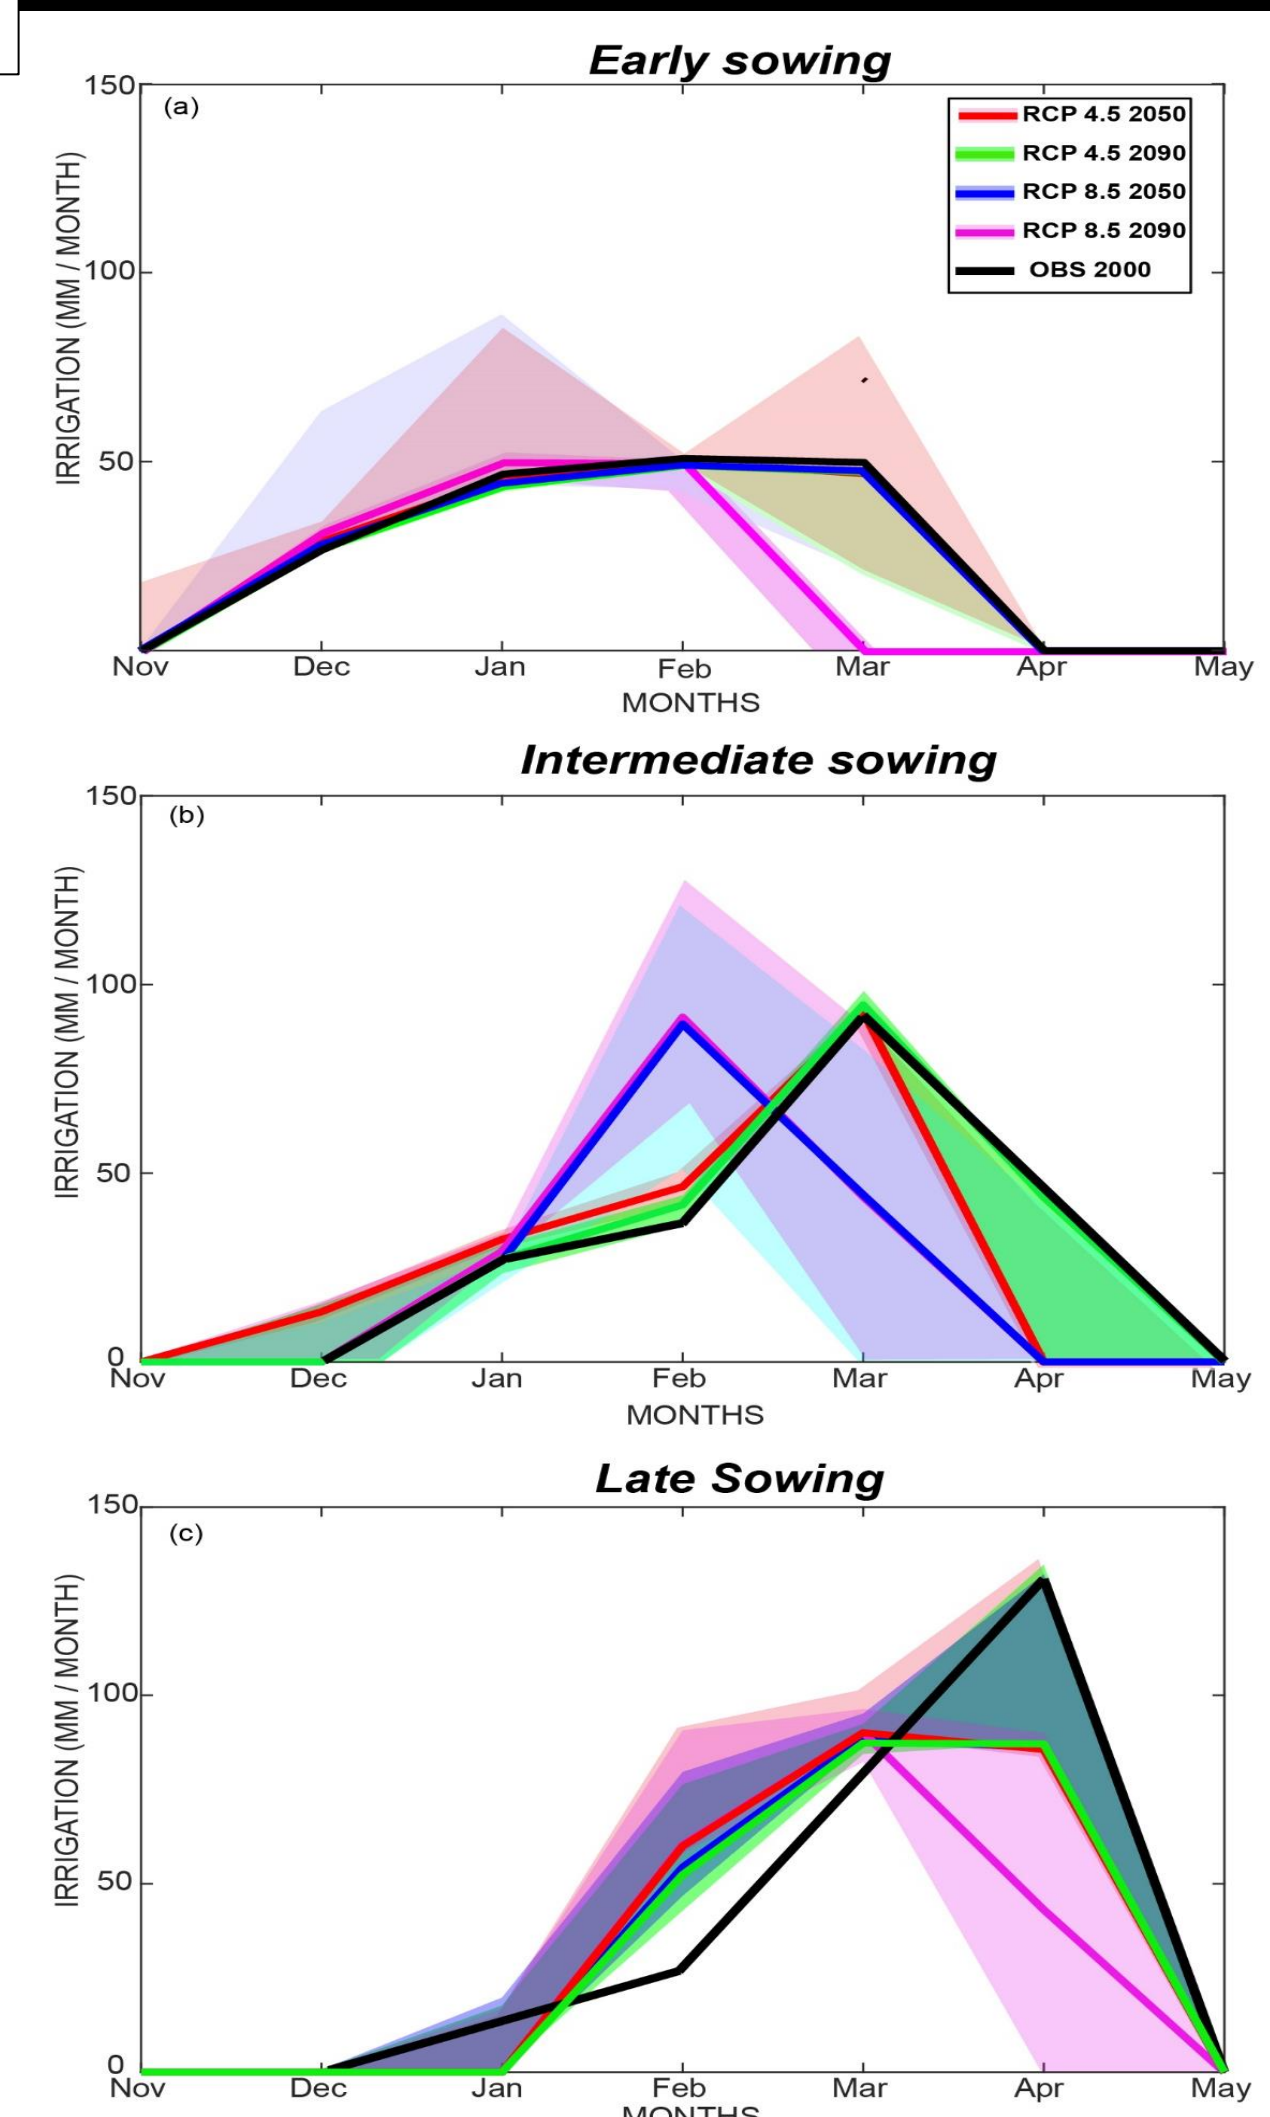 Early sowing
150
(a)
RCP 4.5 2050
RCP 4.5 2090
RCP 8.5 2050
RCP 8.5 2090
OBS 2000
100
50
IRRIGATION (MM / MONTH)
Nov Dec Jan Feb Mar Apr May
MONTHS
Intermediate sowing
150
(b)
100
50
0
IRRIGATION (MM / MONTH)
Nov Dec Jan Feb Mar Apr May
MONTHS
Late Sowing
150
(c)
100
50
0
IRRIGATION (MM / MONTH)
Nov Dec Jan Feb Mar Apr May
MONTHS